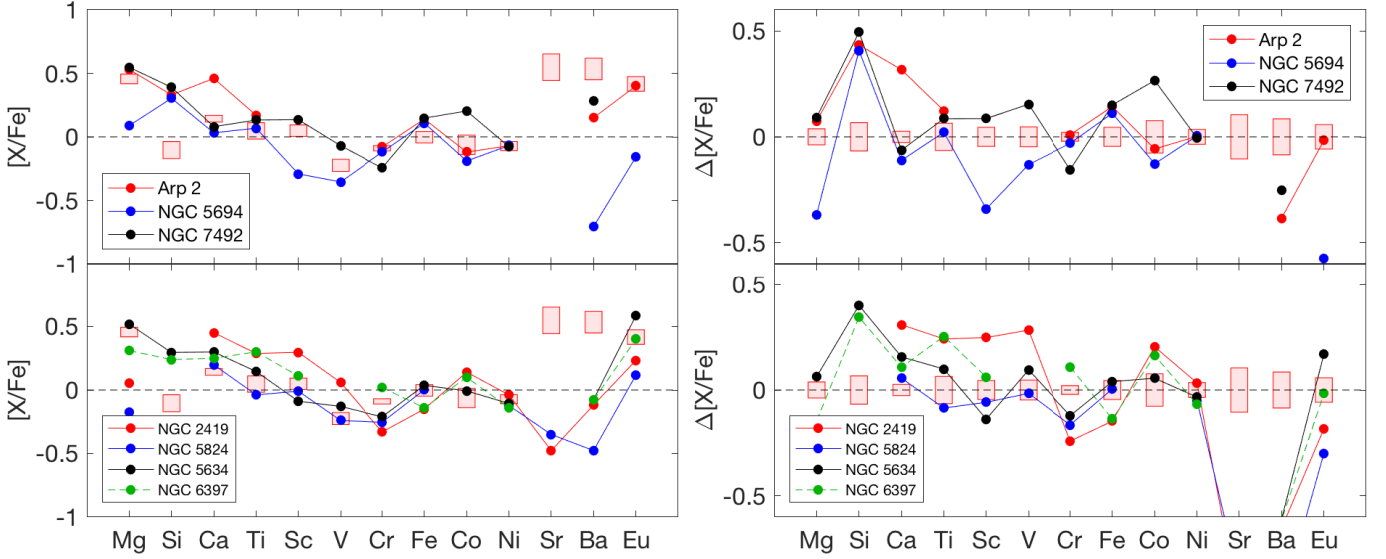 1
0.5
0
-0.5
-1
[X/Fe]
Arp 2
NGC 5694
NGC 7492
0.5
0
-0.5
Δ[X/Fe]
Arp 2
NGC 5694
NGC 7492
0.5
0
-0.5
-1
[X/Fe]
NGC 2419
NGC 5824
NGC 5634
NGC 6397
Mg Si Ca Ti Sc V Cr Fe Co Ni Sr Ba Eu
0.5
0
-0.5
Δ[X/Fe]
NGC 2419
NGC 5824
NGC 5634
NGC 6397
Mg Si Ca Ti Sc V Cr Fe Co Ni Sr Ba Eu